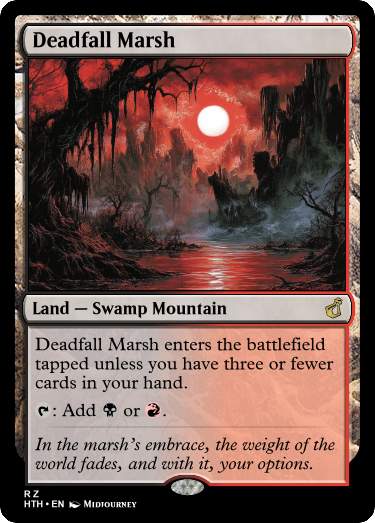 Deadfall Marsh
Land — Swamp Mountain
Deadfall Marsh enters the battlefield
tapped unless you have three or fewer
cards in your hand.
: Add or .
In the marsh's embrace, the weight of the
world fades, and with it, your options.
RZ
HTH • EN Midjourney